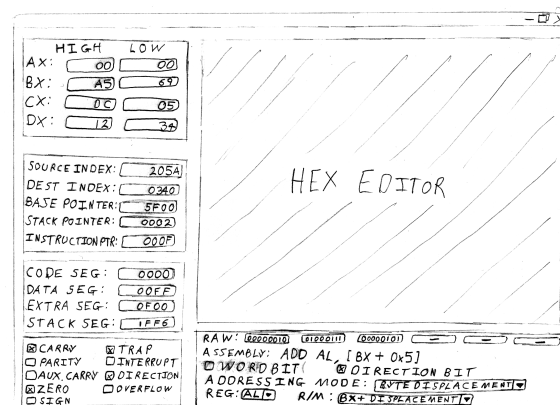 HIGH LOW
AX: 00 00
BX: A5 69
CX: 0C 05
DX: 12 34
SOURCE INDEX: 205A
DEST INDEX: 0340
BASE POINTER: 5F00
STACK POINTER: 0002
INSTRUCTION PTR: 000F
CODE SEG: 0000
DATA SEG: 00FF
EXTRA SEG: 0F00
STACK SEG: 1FF6
CARRY TRAP
PARITY INTERRUPT
AUX. CARRY DIRECTION
ZERO OVERFLOW
SIGN
HEX EDITOR
RAW: 00000010 01000111 00000101 — — —
ASSEMBLY: ADD AL, [BX + 0x5]
WORD BIT DIRECTION BIT
ADDRESSING MODE: BYTE DISPLACEMENT
REG: AL R/M: BX+ DISPLACEMENT